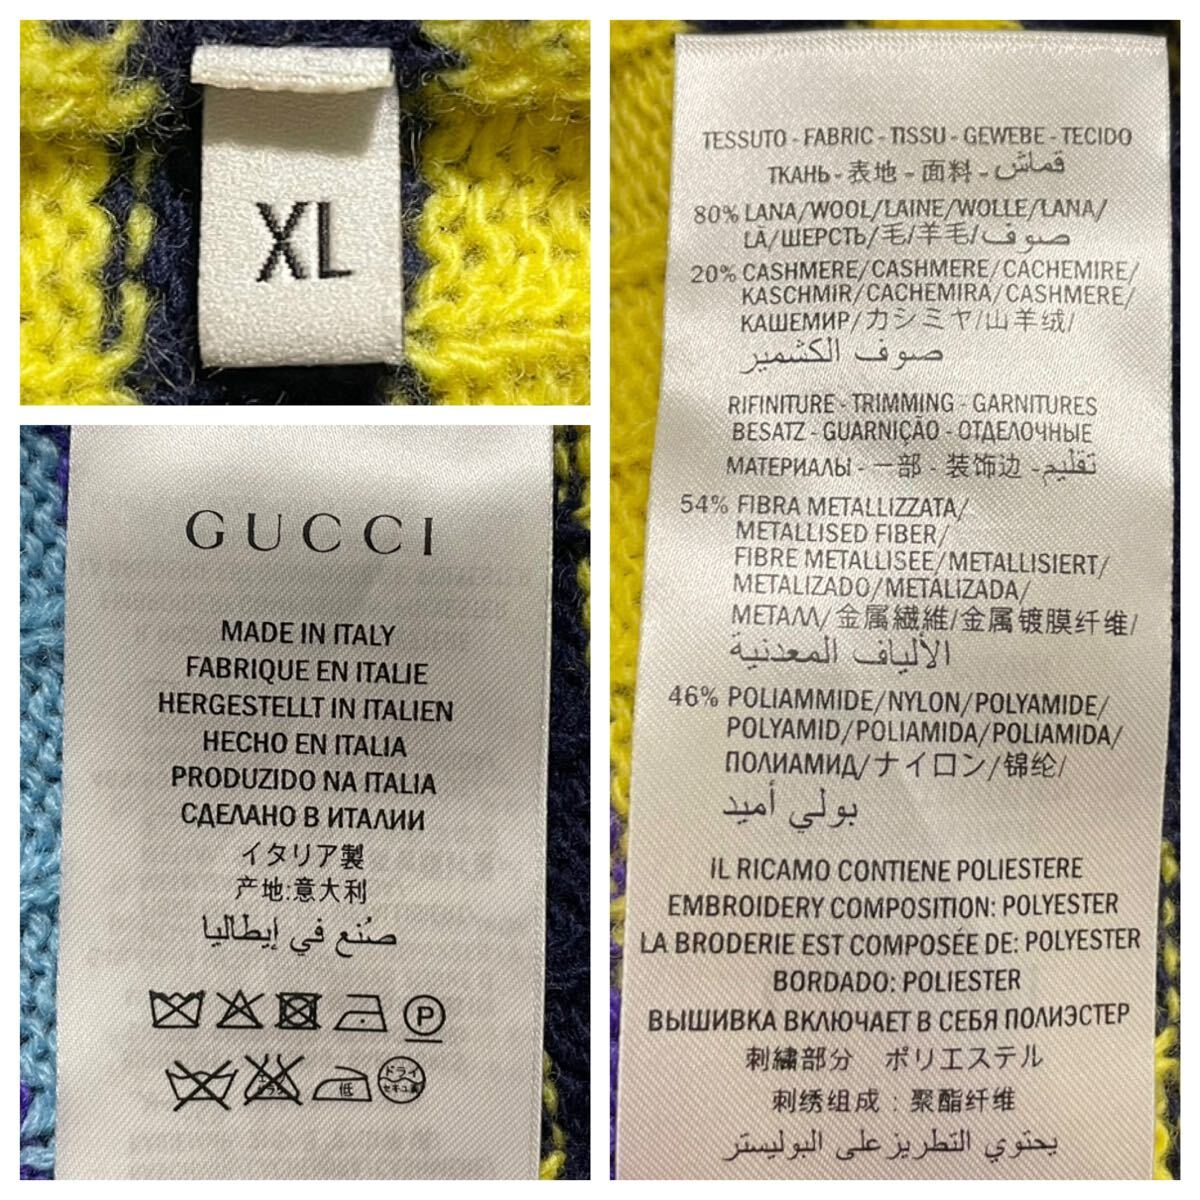 XL
GUCCI
MADE IN ITALY
FABRIQUE EN ITALIE
HERGESTELLT IN ITALIEN
HECHO EN ITALIA
PRODUZIDO NA ITALIA
СДЕЛАНО В ИТАЛИИ
イタリア製
产地:意大利
صُنع في إيطاليا
P
低
ドライ
セキユ系
TESSUTO - FABRIC - TISSU - GEWEBE - TECIDO
ТКАНЬ - 表地 - 面料 - قماش
80% LANA/WOOL/LAINE/WOLLE/LANA/
LÃ/ШЕРСТЬ/毛/羊毛/صوف
20% CASHMERE/CASHMERE/CACHEMIRE/
KASCHMIR/CACHEMIRA/CASHMERE/
КАШЕМИР/カシミヤ/山羊绒/
صوف الكشمير
RIFINITURE - TRIMMING - GARNITURES
BESATZ - GUARNIÇÃO - ОТДЕЛОЧНЫЕ
МАТЕРИАЛЫ - 一部 - 装饰边 - تقليم
54% FIBRA METALLIZZATA/
METALLISED FIBER/
FIBRE METALLISEE/METALLISIERT/
METALIZADO/METALIZADA/
МЕТАЛЛ/金属繊維/金属镀膜纤维/
الألياف المعدنية
46% POLIAMMIDE/NYLON/POLYAMIDE/
POLYAMID/POLIAMIDA/POLIAMIDA/
ПОЛИАМИД/ナイロン/锦纶/
بولي أميد
IL RICAMO CONTIENE POLIESTERE
EMBROIDERY COMPOSITION: POLYESTER
LA BRODERIE EST COMPOSÉE DE: POLYESTER
BORDADO: POLIESTER
ВЫШИВКА ВКЛЮЧАЕТ В СЕБЯ ПОЛИЭСТЕР
刺繍部分 ポリエステル
刺绣组成：聚酯纤维
يحتوي التطريز على البوليستر